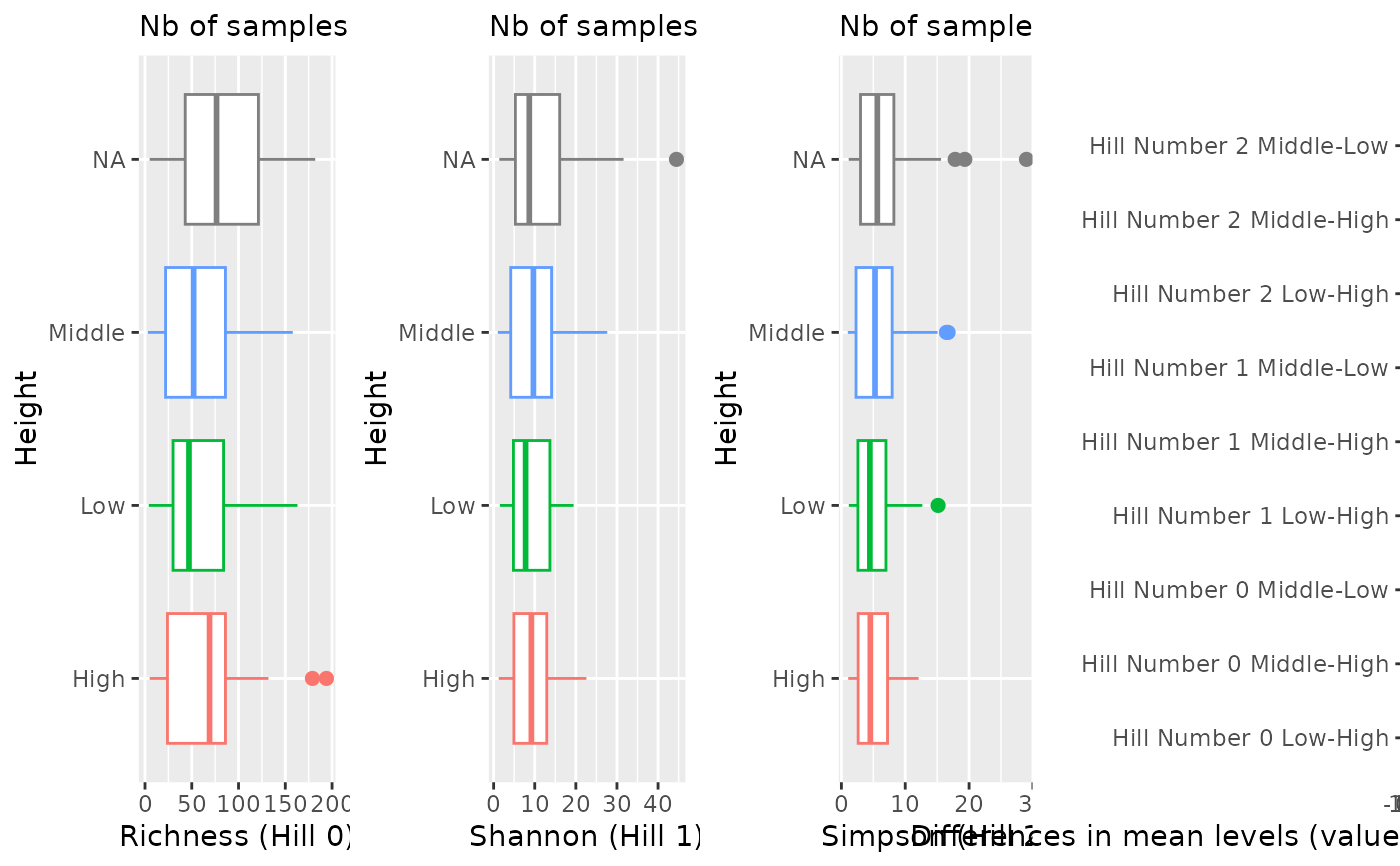 Nb of samples
Height
NA
Middle
Low
High
0 50 100 150 200
Richness (Hill 0)
Nb of samples
Height
NA
Middle
Low
High
0 10 20 30 40
Shannon (Hill 1)
Nb of sample
Height
NA
Middle
Low
High
0 10 20 3
Simpson (Hill 2
Hill Number 2 Middle-Low
Hill Number 2 Middle-High
Hill Number 2 Low-High
Hill Number 1 Middle-Low
Hill Number 1 Middle-High
Hill Number 1 Low-High
Hill Number 0 Middle-Low
Hill Number 0 Middle-High
Hill Number 0 Low-High
Differences in mean levels (value